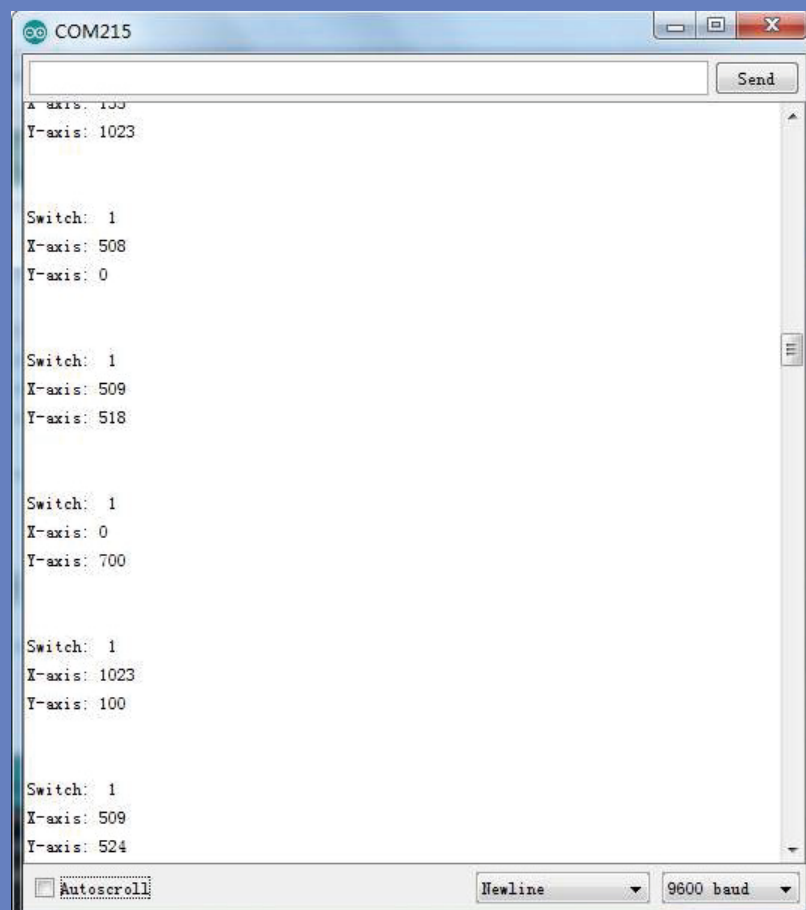 COM215
Send
Y-axis: 1023
Switch: 1
X-axis: 508
Y-axis: 0
Switch: 1
X-axis: 509
Y-axis: 518
Switch: 1
X-axis: 0
Y-axis: 700
Switch: 1
X-axis: 1023
Y-axis: 100
Switch: 1
X-axis: 509
Y-axis: 524
Autoscroll
Newline
9600 baud